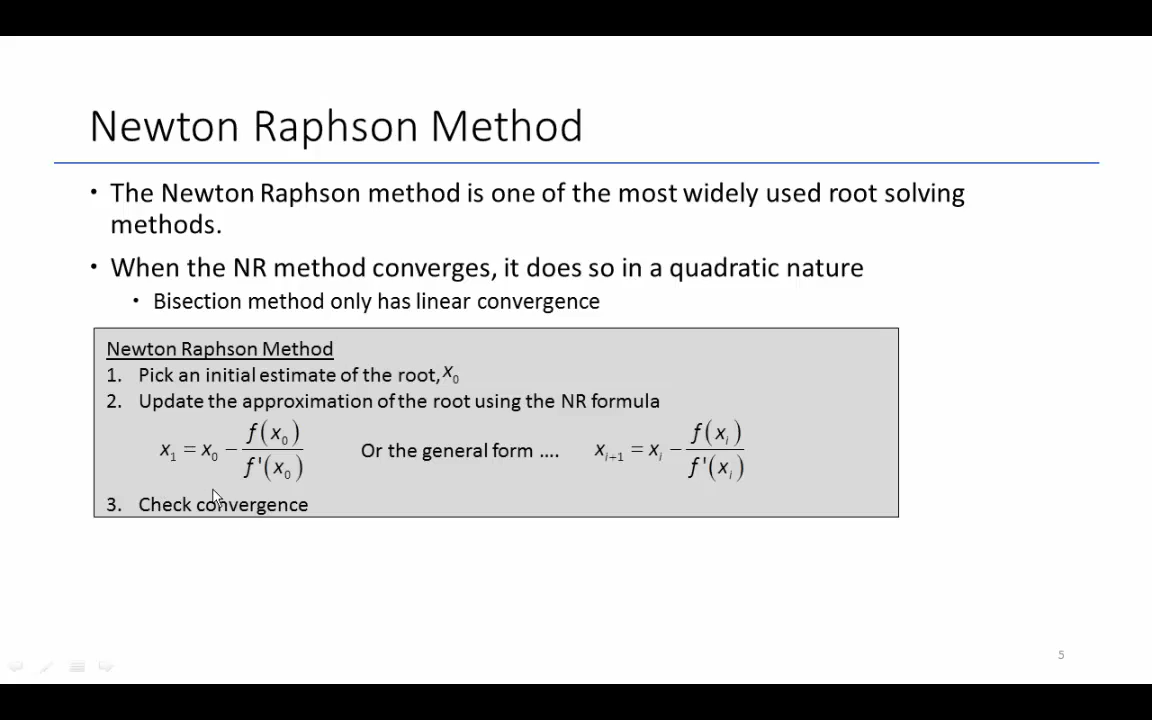 Newton Raphson Method
• The Newton Raphson method is one of the most widely used root solving
methods.
• When the NR method converges, it does so in a quadratic nature
• Bisection method only has linear convergence
Newton Raphson Method
1. Pick an initial estimate of the root, x₀
2. Update the approximation of the root using the NR formula
x₁ = x₀ − f(x₀) / f'(x₀) Or the general form .... xᵢ₊₁ = xᵢ − f(xᵢ) / f'(xᵢ)
3. Check convergence
5